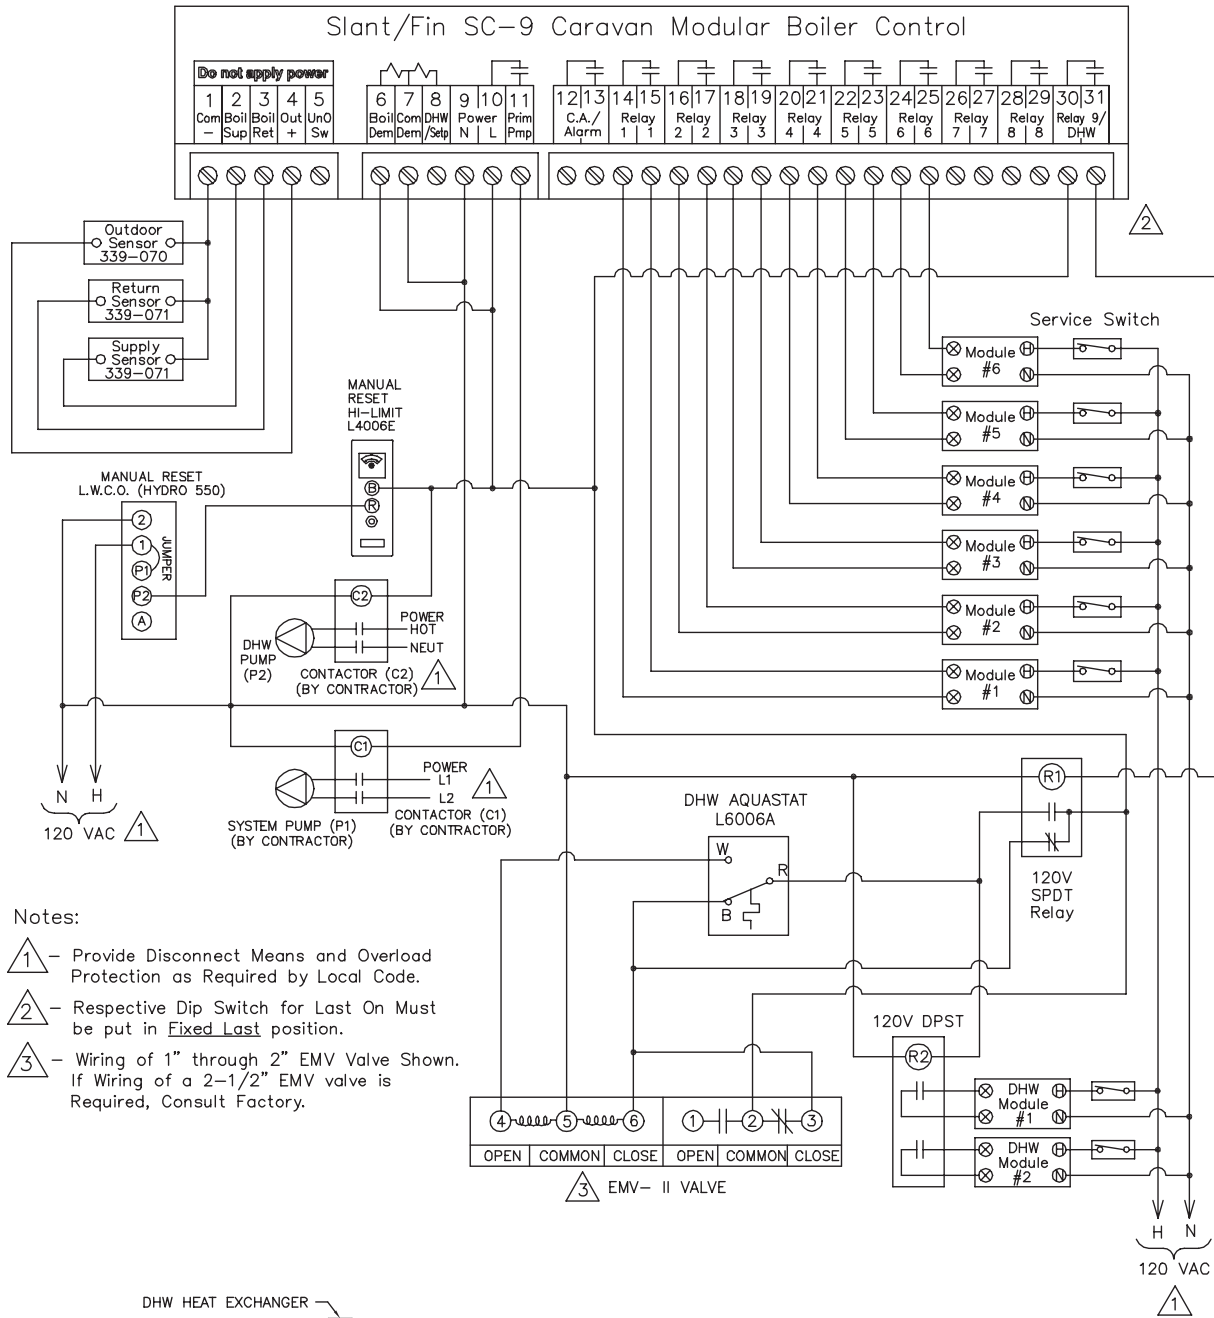 Slant/Fin SC-9 Caravan Modular Boiler Control
Do not apply power
1 2 3 4 5 6 7 8 9 10 11 12 13 14 15 16 17 18 19 20 21 22 23 24 25 26 27 28 29 30 31
Com Boil Boil Out UnO Boil Com DHW Power Prim C.A./ Relay Relay Relay Relay Relay Relay Relay Relay Relay 9/
- Sup Ret + Sw Dem Dem /Setp N L Pmp Alarm 1 1 2 2 3 3 4 4 5 5 6 6 7 7 8 8 DHW
2
Outdoor
Sensor
339-070
Return
Sensor
339-071
Supply
Sensor
339-071
Service Switch
Module H
#6 N
Module H
#5 N
Module H
#4 N
Module H
#3 N
Module H
#2 N
Module H
#1 N
MANUAL
RESET
HI-LIMIT
L4006E
B
R
MANUAL RESET
L.W.C.O. (HYDRO 550)
2
1
P1
P2
A
JUMPER
C2
POWER
HOT
NEUT
DHW
PUMP
(P2)
CONTACTOR (C2)
(BY CONTRACTOR)
1
C1
POWER
L1
L2
1
SYSTEM PUMP (P1)
(BY CONTRACTOR)
CONTACTOR (C1)
(BY CONTRACTOR)
N H
120 VAC
1
DHW AQUASTAT
L6006A
W
R
B
R1
120V
SPDT
Relay
Notes:
1 - Provide Disconnect Means and Overload
Protection as Required by Local Code.
2 - Respective Dip Switch for Last On Must
be put in Fixed Last position.
3 - Wiring of 1" through 2" EMV Valve Shown.
If Wiring of a 2-1/2" EMV valve is
Required, Consult Factory.
120V DPST
R2
DHW H
Module
#1 N
DHW H
Module
#2 N
4 5 6 1 2 3
OPEN COMMON CLOSE OPEN COMMON CLOSE
3 EMV- II VALVE
H N
120 VAC
1
DHW HEAT EXCHANGER